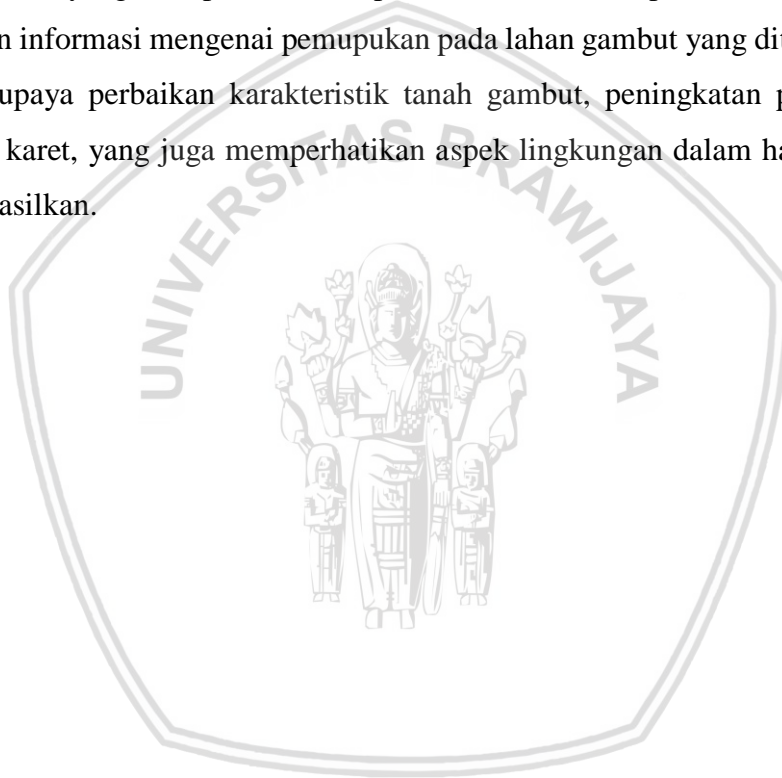 n informasi mengenai pemupukan pada lahan gambut yang dit
upaya perbaikan karakteristik tanah gambut, peningkatan p
karet, yang juga memperhatikan aspek lingkungan dalam ha
asilkan.
UNIVERSITAS BRAWIJAYA